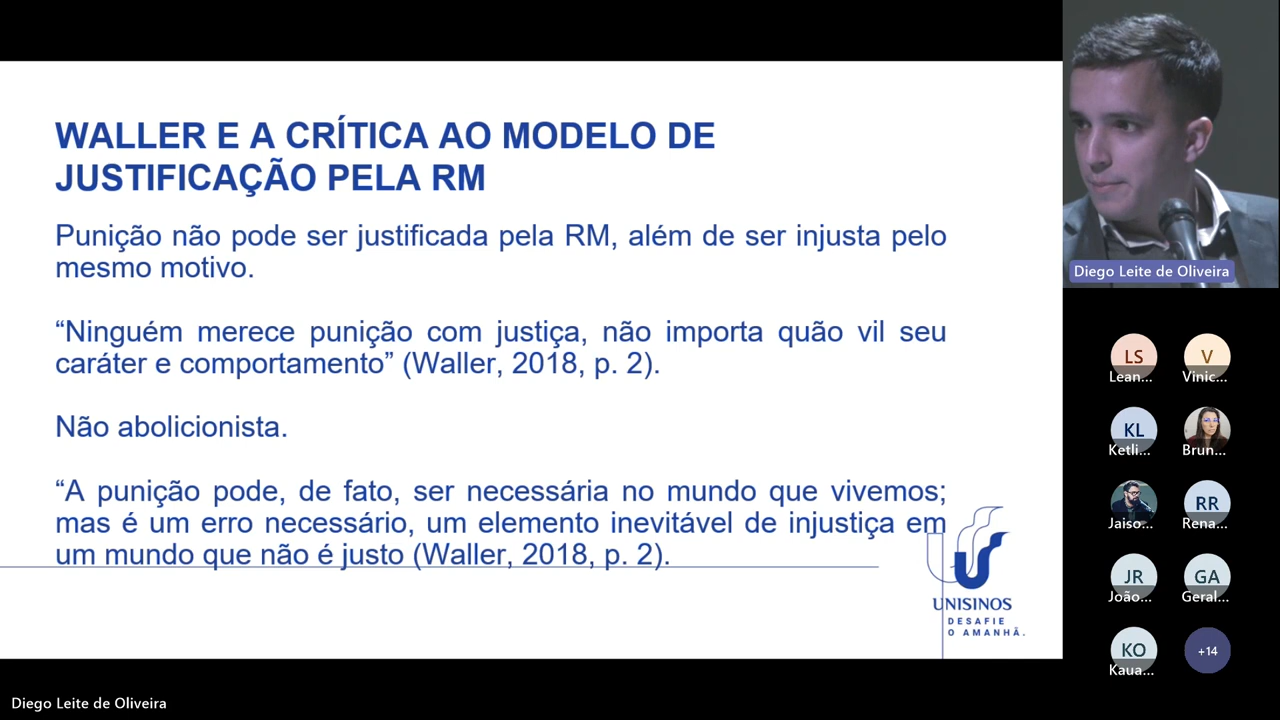 WALLER E A CRÍTICA AO MODELO DE
JUSTIFICAÇÃO PELA RM
Punição não pode ser justificada pela RM, além de ser injusta pelo
mesmo motivo.
“Ninguém merece punição com justiça, não importa quão vil seu
caráter e comportamento” (Waller, 2018, p. 2).
Não abolicionista.
“A punição pode, de fato, ser necessária no mundo que vivemos;
mas é um erro necessário, um elemento inevitável de injustiça em
um mundo que não é justo (Waller, 2018, p. 2).
UNISINOS
DESAFIE
O AMANHÃ.
Diego Leite de Oliveira
LS
Lean...
V
Vinic...
KL
Ketli...
Brun...
Jaiso...
RR
Rena...
JR
João...
GA
Geral...
KO
Kaua...
+14
Diego Leite de Oliveira